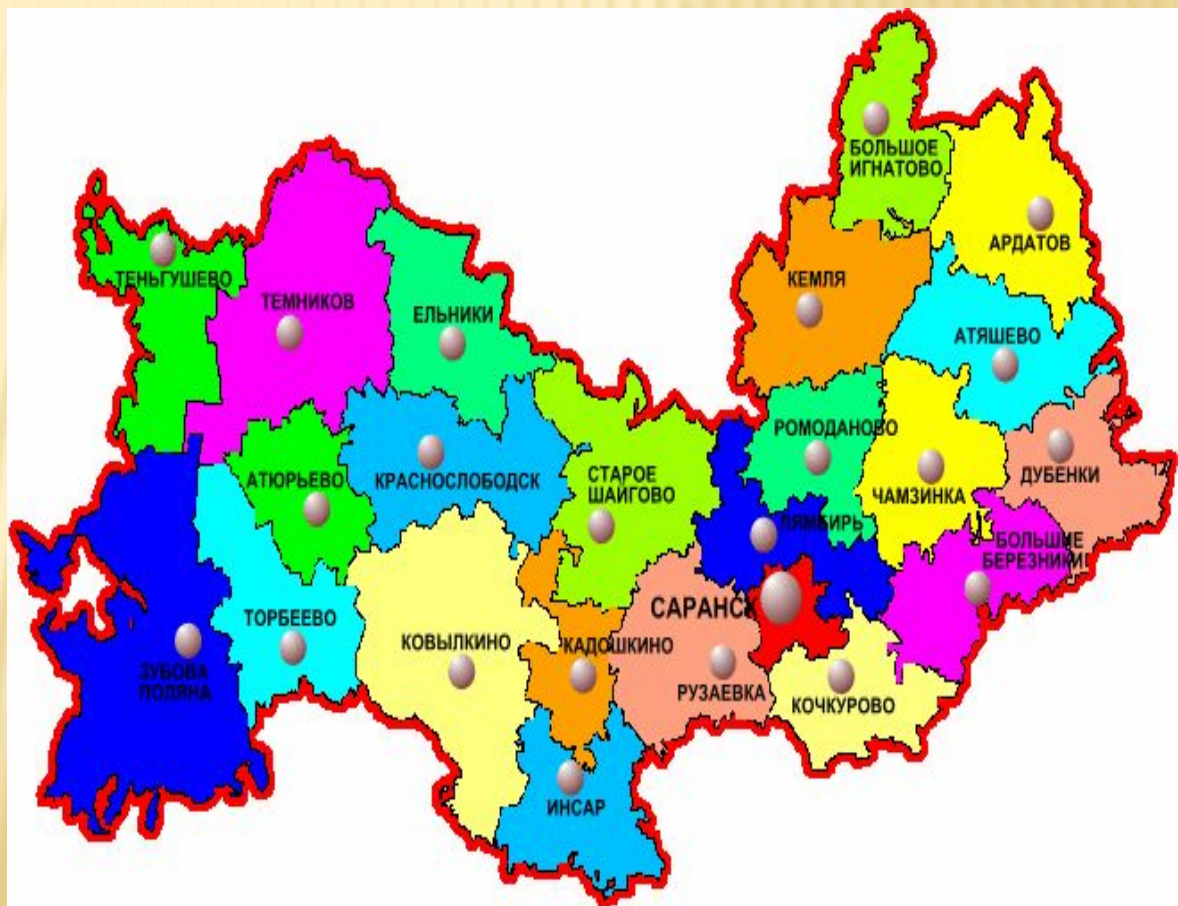 БОЛЬШОЕ
ИГНАТОВО
АРДАТОВ
ТЕНЬГУШЕВО
КЕМЛЯ
ТЕМНИКОВ
ЕЛЬНИКИ
АТЯШЕВО
РОМОДАНОВО
ДУБЕНКИ
АТЮРЬЕВО
КРАСНОСЛОБОДСК
СТАРОЕ
ШАЙГОВО
ЧАМЗИНКА
ЛЯМБИРЬ
БОЛЬШИЕ
БЕРЕЗНИКИ
САРАНСК
ТОРБЕЕВО
КОВЫЛКИНО
КАДОШКИНО
ЗУБОВА
ПОЛЯНА
РУЗАЕВКА
КОЧКУРОВО
ИНСАР